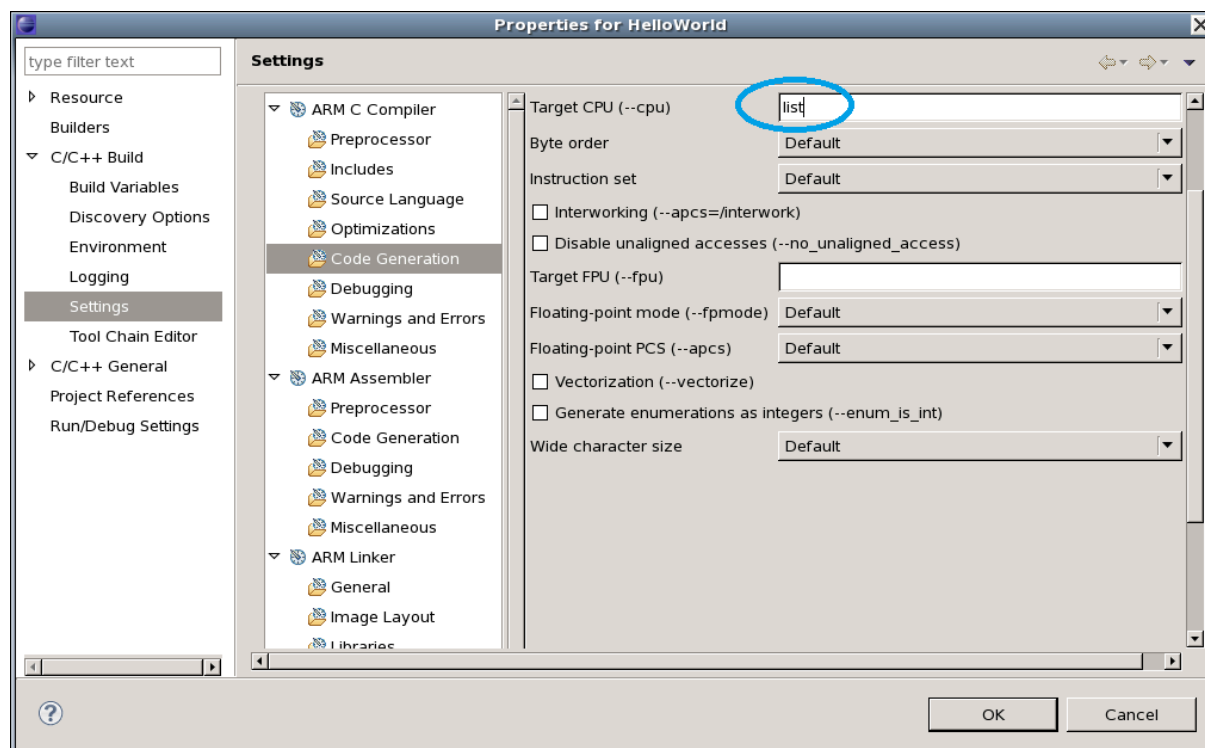 Properties for HelloWorld
type filter text
Settings
Resource
Builders
C/C++ Build
Build Variables
Discovery Options
Environment
Logging
Settings
Tool Chain Editor
C/C++ General
Project References
Run/Debug Settings
ARM C Compiler
Preprocessor
Includes
Source Language
Optimizations
Code Generation
Debugging
Warnings and Errors
Miscellaneous
ARM Assembler
Preprocessor
Code Generation
Debugging
Warnings and Errors
Miscellaneous
ARM Linker
General
Image Layout
Libraries
Target CPU (--cpu) list
Byte order Default
Instruction set Default
Interworking (--apcs=/interwork)
Disable unaligned accesses (--no_unaligned_access)
Target FPU (--fpu)
Floating-point mode (--fpmode) Default
Floating-point PCS (--apcs) Default
Vectorization (--vectorize)
Generate enumerations as integers (--enum_is_int)
Wide character size Default
OK Cancel